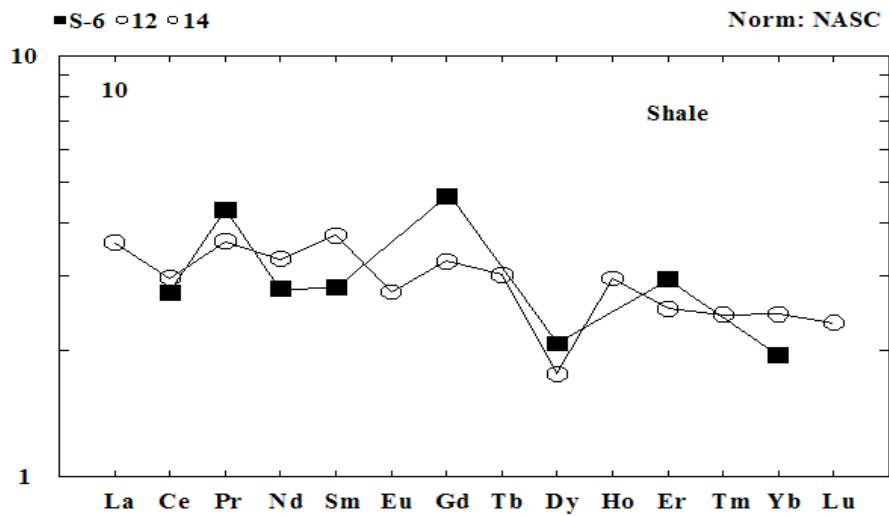 ■S-6 ○12 ○14 Norm: NASC
10
10
Shale
1
La Ce Pr Nd Sm Eu Gd Tb Dy Ho Er Tm Yb Lu